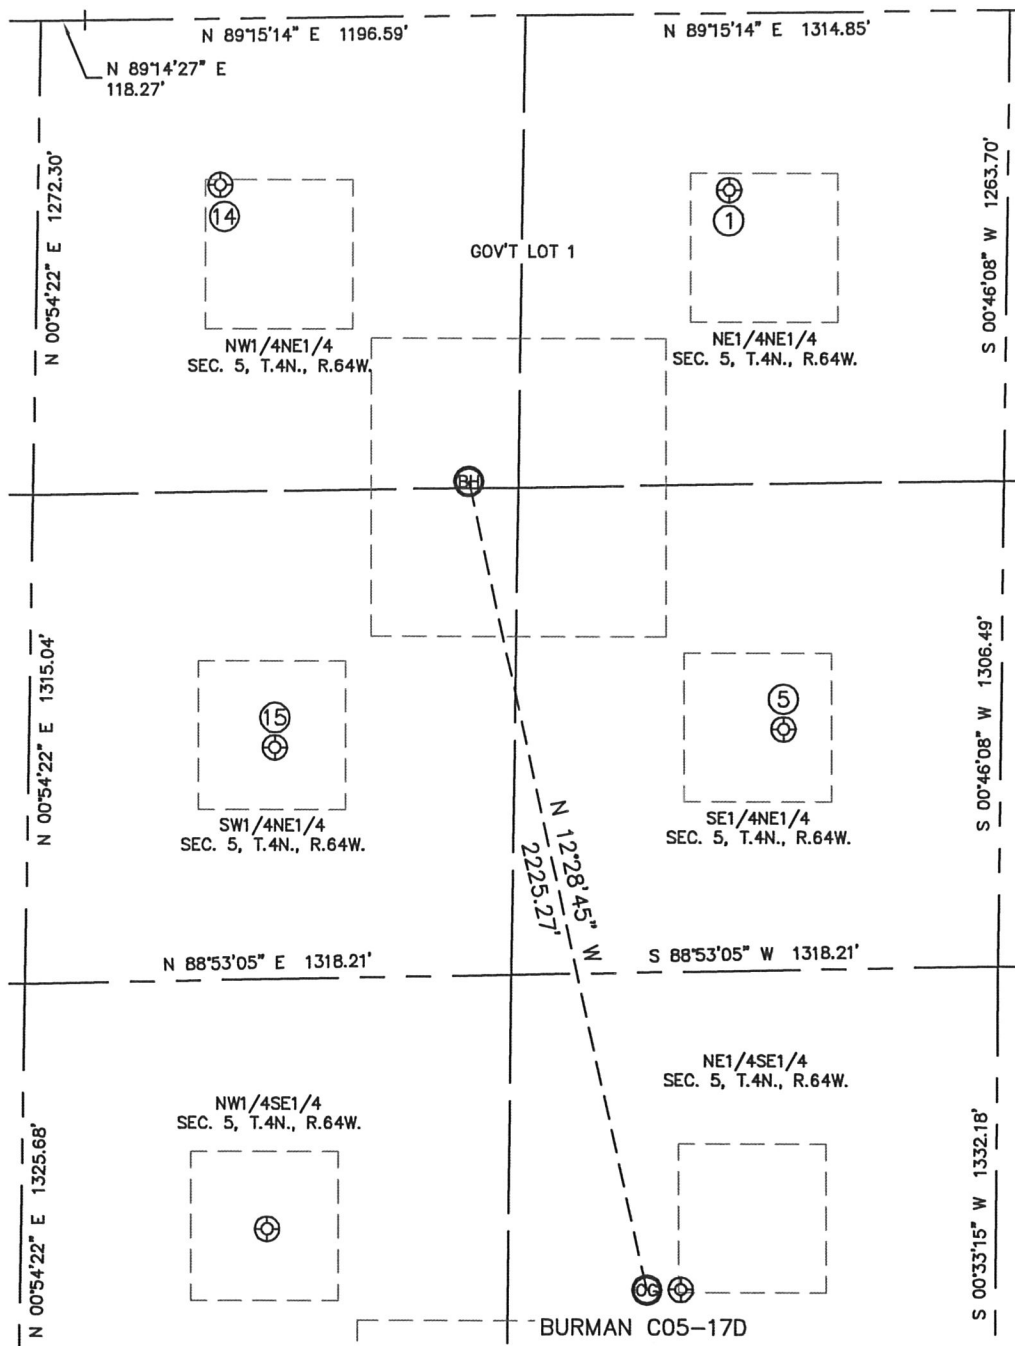 N 89°15'14" E 1196.59'
N 89°15'14" E 1314.85'
N 89°14'27" E
118.27'
N 00°54'22" E 1272.30'
S 00°46'08" W 1263.70'
14
1
GOV'T LOT 1
NW1/4NE1/4
SEC. 5, T.4N., R.64W.
NE1/4NE1/4
SEC. 5, T.4N., R.64W.
BH
N 00°54'22" E 1315.04'
S 00°46'08" W 1306.49'
15
5
SW1/4NE1/4
SEC. 5, T.4N., R.64W.
SE1/4NE1/4
SEC. 5, T.4N., R.64W.
N 12°28'45" W
2225.27'
N 88°53'05" E 1318.21'
S 88°53'05" W 1318.21'
NW1/4SE1/4
SEC. 5, T.4N., R.64W.
NE1/4SE1/4
SEC. 5, T.4N., R.64W.
N 00°54'22" E 1325.68'
S 00°33'15" W 1332.18'
OG
BURMAN C05-17D